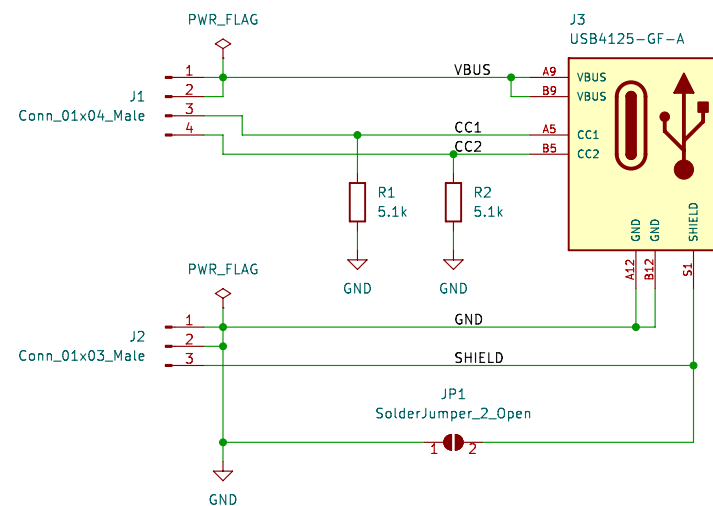 PWR_FLAG
J3
USB4125-GF-A
1
2
3
4
J1
Conn_01x04_Male
VBUS
CC1
CC2
A9
B9
A5
B5
VBUS
VBUS
CC1
CC2
R1
5.1k
R2
5.1k
GND
GND
SHIELD
A12
B12
S1
GND
GND
PWR_FLAG
1
2
3
J2
Conn_01x03_Male
GND
SHIELD
JP1
SolderJumper_2_Open
1
2
GND